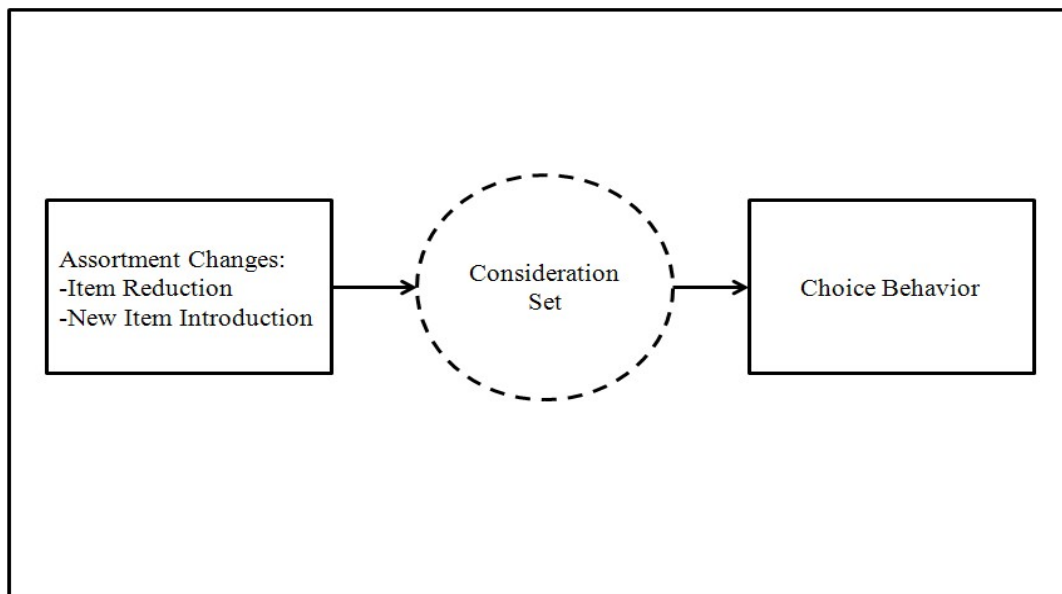 Assortment Changes:
-Item Reduction
-New Item Introduction
Consideration
Set
Choice Behavior